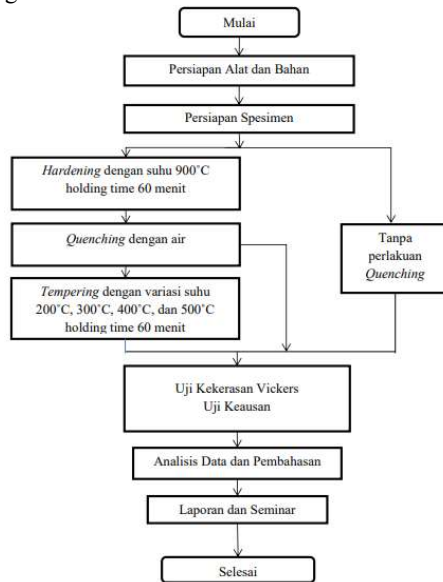 Mulai
Persiapan Alat dan Bahan
Persiapan Spesimen
Hardening dengan suhu 900˚C
holding time 60 menit
Quenching dengan air
Tanpa
perlakuan
Quenching
Tempering dengan variasi suhu
200˚C, 300˚C, 400˚C, dan 500˚C
holding time 60 menit
Uji Kekerasan Vickers
Uji Keausan
Analisis Data dan Pembahasan
Laporan dan Seminar
Selesai